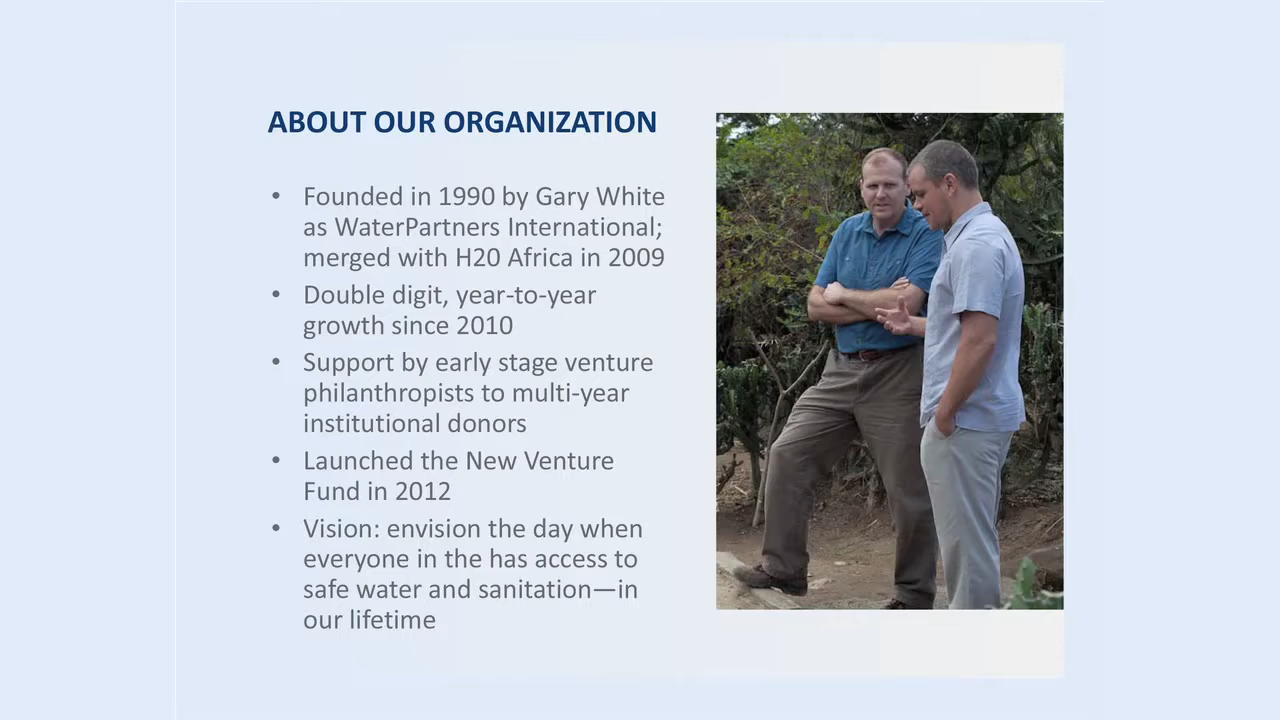 ABOUT OUR ORGANIZATION
• Founded in 1990 by Gary White
as WaterPartners International;
merged with H20 Africa in 2009
• Double digit, year-to-year
growth since 2010
• Support by early stage venture
philanthropists to multi-year
institutional donors
• Launched the New Venture
Fund in 2012
• Vision: envision the day when
everyone in the has access to
safe water and sanitation—in
our lifetime